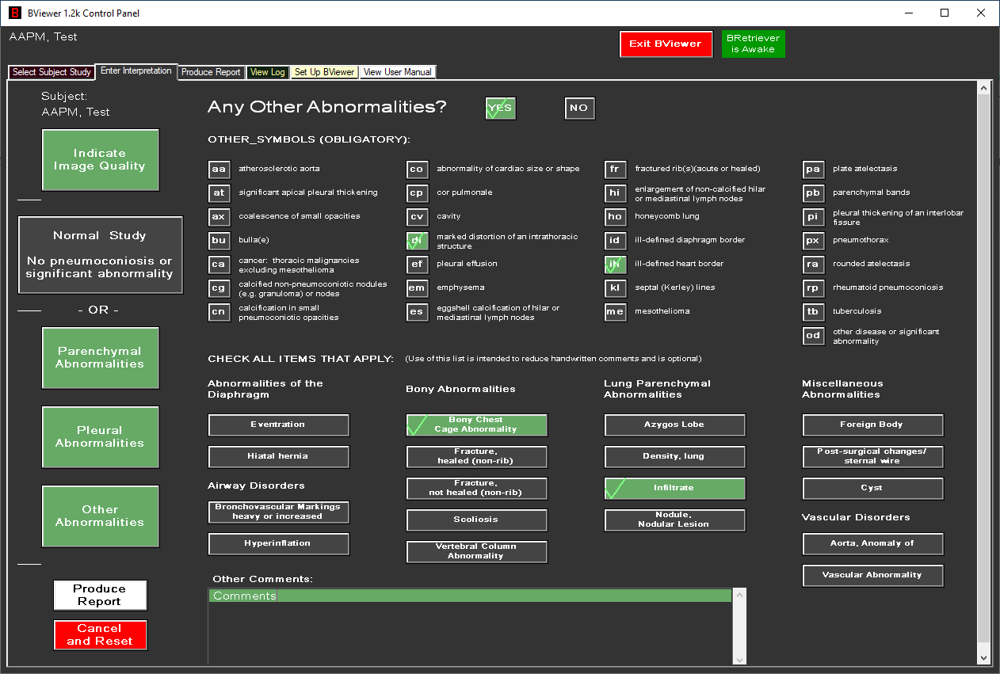 B BViewer 1.2k Control Panel
AAPM, Test
Exit BViewer
BRetriever
is Awake
Select Subject Study
Enter Interpretation
Produce Report
View Log
Set Up BViewer
View User Manual
Subject:
AAPM, Test
Indicate
Image Quality
Normal Study
No pneumoconiosis or
significant abnormality
- OR -
Parenchymal
Abnormalities
Pleural
Abnormalities
Other
Abnormalities
Produce
Report
Cancel
and Reset
Any Other Abnormalities?
YES
NO
OTHER_SYMBOLS (OBLIGATORY):
aa atherosclerotic aorta
at significant apical pleural thickening
ax coalescence of small opacities
bu bulla(e)
ca cancer: thoracic malignancies
excluding mesothelioma
cg calcified non-pneumoconiotic nodules
(e.g. granuloma) or nodes
cn calcification in small
pneumoconiotic opacities
co abnormality of cardiac size or shape
cp cor pulmonale
cv cavity
di marked distortion of an intrathoracic
structure
ef pleural effusion
em emphysema
es eggshell calcification of hilar or
mediastinal lymph nodes
fr fractured rib(s)(acute or healed)
hi enlargement of non-calcified hilar
or mediastinal lymph nodes
ho honeycomb lung
id ill-defined diaphragm border
ih ill-defined heart border
kl septal (Kerley) lines
me mesothelioma
pa plate atelectasis
pb parenchymal bands
pi pleural thickening of an interlobar
fissure
px pneumothorax
ra rounded atelectasis
rp rheumatoid pneumoconiosis
tb tuberculosis
od other disease or significant
abnormality
CHECK ALL ITEMS THAT APPLY: (Use of this list is intended to reduce handwritten comments and is optional)
Abnormalities of the
Diaphragm
Eventration
Hiatal hernia
Airway Disorders
Bronchovascular Markings
heavy or increased
Hyperinflation
Bony Abnormalities
Bony Chest
Cage Abnormality
Fracture,
healed (non-rib)
Fracture,
not healed (non-rib)
Scoliosis
Vertebral Column
Abnormality
Lung Parenchymal
Abnormalities
Azygos Lobe
Density, lung
Infiltrate
Nodule,
Nodular Lesion
Miscellaneous
Abnormalities
Foreign Body
Post-surgical changes/
sternal wire
Cyst
Vascular Disorders
Aorta, Anomaly of
Vascular Abnormality
Other Comments:
Comments